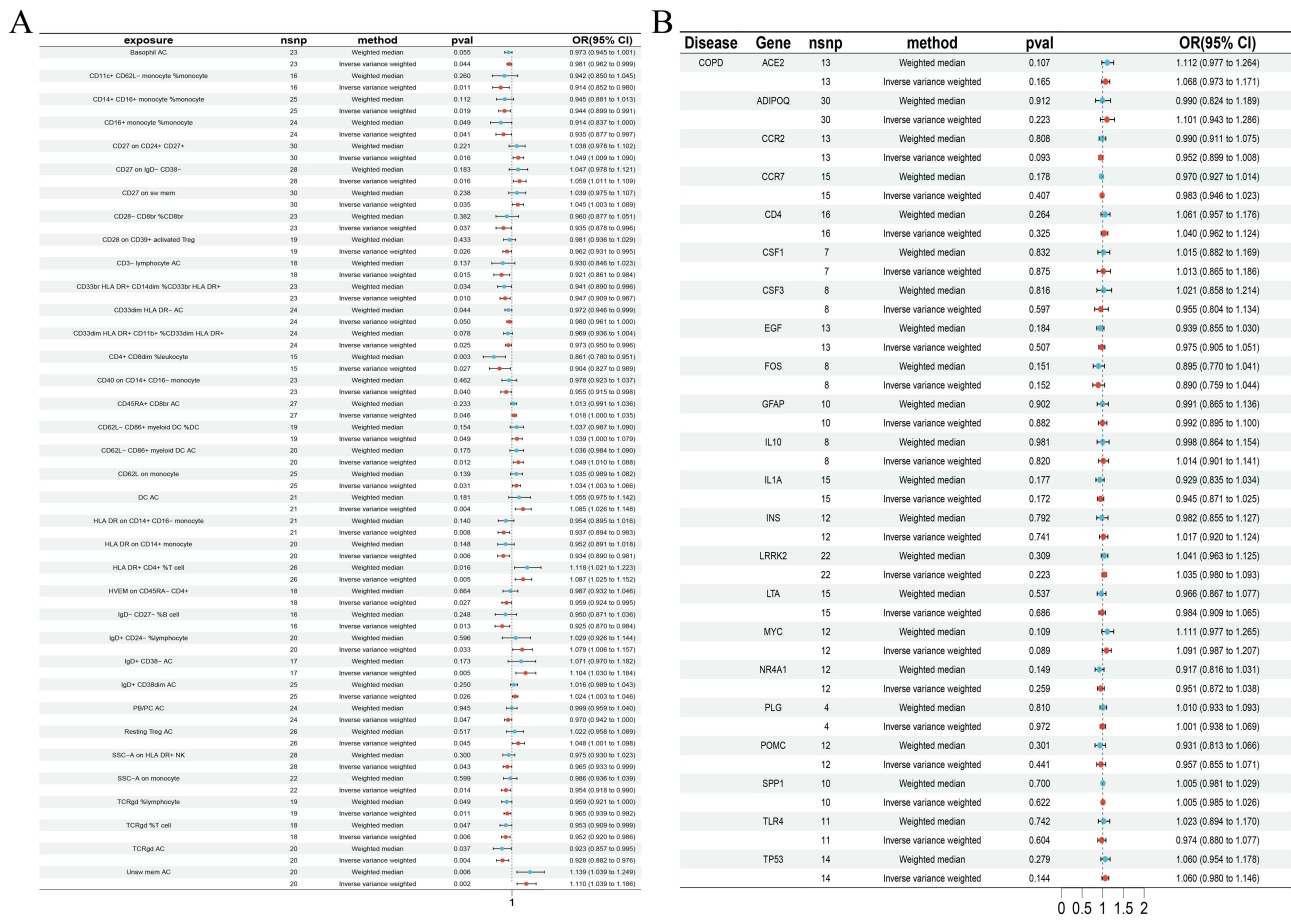 A
exposure nsnp method pval OR(95% CI)
Basophil AC 23 Weighted median 0.055 0.973 (0.945 to 1.001)
23 Inverse variance weighted 0.044 0.981 (0.962 to 0.999)
CD11c+ CD62L− monocyte %monocyte 16 Weighted median 0.260 0.942 (0.850 to 1.045)
16 Inverse variance weighted 0.011 0.914 (0.852 to 0.980)
CD14+ CD16+ monocyte %monocyte 25 Weighted median 0.112 0.945 (0.881 to 1.013)
25 Inverse variance weighted 0.019 0.944 (0.899 to 0.991)
CD16+ monocyte %monocyte 24 Weighted median 0.049 0.914 (0.837 to 1.000)
24 Inverse variance weighted 0.041 0.935 (0.877 to 0.997)
CD27 on CD24+ CD27+ 30 Weighted median 0.221 1.038 (0.978 to 1.102)
30 Inverse variance weighted 0.016 1.049 (1.009 to 1.090)
CD27 on IgD− CD38− 28 Weighted median 0.183 1.047 (0.978 to 1.121)
28 Inverse variance weighted 0.016 1.059 (1.011 to 1.109)
CD27 on sw mem 30 Weighted median 0.238 1.039 (0.975 to 1.107)
30 Inverse variance weighted 0.035 1.045 (1.003 to 1.089)
CD28− CD8br %CD8br 23 Weighted median 0.382 0.960 (0.877 to 1.051)
23 Inverse variance weighted 0.037 0.935 (0.878 to 0.996)
CD28 on CD39+ activated Treg 19 Weighted median 0.433 0.981 (0.936 to 1.029)
19 Inverse variance weighted 0.026 0.962 (0.931 to 0.995)
CD3− lymphocyte AC 18 Weighted median 0.137 0.930 (0.846 to 1.023)
18 Inverse variance weighted 0.015 0.921 (0.861 to 0.984)
CD33br HLA DR+ CD14dim %CD33br HLA DR+ 23 Weighted median 0.034 0.941 (0.890 to 0.996)
23 Inverse variance weighted 0.010 0.947 (0.909 to 0.987)
CD33dim HLA DR− AC 24 Weighted median 0.044 0.972 (0.946 to 0.999)
24 Inverse variance weighted 0.050 0.980 (0.961 to 1.000)
CD33dim HLA DR+ CD11b+ %CD33dim HLA DR+ 24 Weighted median 0.078 0.969 (0.936 to 1.004)
24 Inverse variance weighted 0.025 0.973 (0.950 to 0.996)
CD4+ CD8dim %leukocyte 15 Weighted median 0.003 0.861 (0.780 to 0.951)
15 Inverse variance weighted 0.027 0.904 (0.827 to 0.989)
CD40 on CD14+ CD16− monocyte 23 Weighted median 0.462 0.978 (0.923 to 1.037)
23 Inverse variance weighted 0.040 0.955 (0.915 to 0.998)
CD45RA+ CD8br AC 27 Weighted median 0.233 1.013 (0.991 to 1.036)
27 Inverse variance weighted 0.046 1.018 (1.000 to 1.035)
CD62L− CD86+ myeloid DC %DC 19 Weighted median 0.154 1.037 (0.987 to 1.090)
19 Inverse variance weighted 0.049 1.039 (1.000 to 1.079)
CD62L− CD86+ myeloid DC AC 20 Weighted median 0.175 1.036 (0.984 to 1.090)
20 Inverse variance weighted 0.012 1.049 (1.010 to 1.088)
CD62L on monocyte 25 Weighted median 0.139 1.035 (0.989 to 1.082)
25 Inverse variance weighted 0.031 1.034 (1.003 to 1.066)
DC AC 21 Weighted median 0.181 1.055 (0.975 to 1.142)
21 Inverse variance weighted 0.004 1.085 (1.026 to 1.148)
HLA DR on CD14+ CD16− monocyte 21 Weighted median 0.140 0.954 (0.895 to 1.016)
21 Inverse variance weighted 0.008 0.937 (0.894 to 0.983)
HLA DR on CD14+ monocyte 20 Weighted median 0.148 0.952 (0.891 to 1.018)
20 Inverse variance weighted 0.006 0.934 (0.890 to 0.981)
HLA DR+ CD4+ %T cell 26 Weighted median 0.016 1.118 (1.021 to 1.223)
26 Inverse variance weighted 0.005 1.087 (1.025 to 1.152)
HVEM on CD45RA− CD4+ 18 Weighted median 0.664 0.987 (0.932 to 1.046)
18 Inverse variance weighted 0.027 0.959 (0.924 to 0.995)
IgD− CD27− %B cell 16 Weighted median 0.248 0.950 (0.871 to 1.036)
16 Inverse variance weighted 0.013 0.925 (0.870 to 0.984)
IgD+ CD24− %lymphocyte 20 Weighted median 0.596 1.029 (0.926 to 1.144)
20 Inverse variance weighted 0.033 1.079 (1.006 to 1.157)
IgD+ CD38− AC 17 Weighted median 0.173 1.071 (0.970 to 1.182)
17 Inverse variance weighted 0.005 1.104 (1.030 to 1.184)
IgD+ CD38dim AC 25 Weighted median 0.250 1.016 (0.989 to 1.043)
25 Inverse variance weighted 0.026 1.024 (1.003 to 1.046)
PB/PC AC 24 Weighted median 0.945 0.999 (0.959 to 1.040)
24 Inverse variance weighted 0.047 0.970 (0.942 to 1.000)
Resting Treg AC 26 Weighted median 0.517 1.022 (0.958 to 1.089)
26 Inverse variance weighted 0.045 1.048 (1.001 to 1.098)
SSC−A on HLA DR+ NK 28 Weighted median 0.300 0.975 (0.930 to 1.023)
28 Inverse variance weighted 0.043 0.965 (0.933 to 0.999)
SSC−A on monocyte 22 Weighted median 0.599 0.986 (0.936 to 1.039)
22 Inverse variance weighted 0.014 0.954 (0.918 to 0.990)
TCRgd %lymphocyte 19 Weighted median 0.049 0.959 (0.921 to 1.000)
19 Inverse variance weighted 0.011 0.965 (0.939 to 0.992)
TCRgd %T cell 18 Weighted median 0.047 0.953 (0.909 to 0.999)
18 Inverse variance weighted 0.006 0.952 (0.920 to 0.986)
TCRgd AC 20 Weighted median 0.037 0.923 (0.857 to 0.995)
20 Inverse variance weighted 0.004 0.928 (0.882 to 0.976)
Unsw mem AC 20 Weighted median 0.006 1.139 (1.039 to 1.249)
20 Inverse variance weighted 0.002 1.110 (1.039 to 1.186)
1
B
Disease Gene nsnp method pval OR(95% CI)
COPD ACE2 13 Weighted median 0.107 1.112 (0.977 to 1.264)
13 Inverse variance weighted 0.165 1.068 (0.973 to 1.171)
ADIPOQ 30 Weighted median 0.912 0.990 (0.824 to 1.189)
30 Inverse variance weighted 0.223 1.101 (0.943 to 1.286)
CCR2 13 Weighted median 0.808 0.990 (0.911 to 1.075)
13 Inverse variance weighted 0.093 0.952 (0.899 to 1.008)
CCR7 15 Weighted median 0.178 0.970 (0.927 to 1.014)
15 Inverse variance weighted 0.407 0.983 (0.946 to 1.023)
CD4 16 Weighted median 0.264 1.061 (0.957 to 1.176)
16 Inverse variance weighted 0.325 1.040 (0.962 to 1.124)
CSF1 7 Weighted median 0.832 1.015 (0.882 to 1.169)
7 Inverse variance weighted 0.875 1.013 (0.865 to 1.186)
CSF3 8 Weighted median 0.816 1.021 (0.858 to 1.214)
8 Inverse variance weighted 0.597 0.955 (0.804 to 1.134)
EGF 13 Weighted median 0.184 0.939 (0.855 to 1.030)
13 Inverse variance weighted 0.507 0.975 (0.905 to 1.051)
FOS 8 Weighted median 0.151 0.895 (0.770 to 1.041)
8 Inverse variance weighted 0.152 0.890 (0.759 to 1.044)
GFAP 10 Weighted median 0.902 0.991 (0.865 to 1.136)
10 Inverse variance weighted 0.882 0.992 (0.895 to 1.100)
IL10 8 Weighted median 0.981 0.998 (0.864 to 1.154)
8 Inverse variance weighted 0.820 1.014 (0.901 to 1.141)
IL1A 15 Weighted median 0.177 0.929 (0.835 to 1.034)
15 Inverse variance weighted 0.172 0.945 (0.871 to 1.025)
INS 12 Weighted median 0.792 0.982 (0.855 to 1.127)
12 Inverse variance weighted 0.741 1.017 (0.920 to 1.124)
LRRK2 22 Weighted median 0.309 1.041 (0.963 to 1.125)
22 Inverse variance weighted 0.223 1.035 (0.980 to 1.093)
LTA 15 Weighted median 0.537 0.966 (0.867 to 1.077)
15 Inverse variance weighted 0.686 0.984 (0.909 to 1.065)
MYC 12 Weighted median 0.109 1.111 (0.977 to 1.265)
12 Inverse variance weighted 0.089 1.091 (0.987 to 1.207)
NR4A1 12 Weighted median 0.149 0.917 (0.816 to 1.031)
12 Inverse variance weighted 0.259 0.951 (0.872 to 1.038)
PLG 4 Weighted median 0.810 1.010 (0.933 to 1.093)
4 Inverse variance weighted 0.972 1.001 (0.938 to 1.069)
POMC 12 Weighted median 0.301 0.931 (0.813 to 1.066)
12 Inverse variance weighted 0.441 0.957 (0.855 to 1.071)
SPP1 10 Weighted median 0.700 1.005 (0.981 to 1.029)
10 Inverse variance weighted 0.622 1.005 (0.985 to 1.026)
TLR4 11 Weighted median 0.742 1.023 (0.894 to 1.170)
11 Inverse variance weighted 0.604 0.974 (0.880 to 1.077)
TP53 14 Weighted median 0.279 1.060 (0.954 to 1.178)
14 Inverse variance weighted 0.144 1.060 (0.980 to 1.146)
0 0.5 1 1.5 2